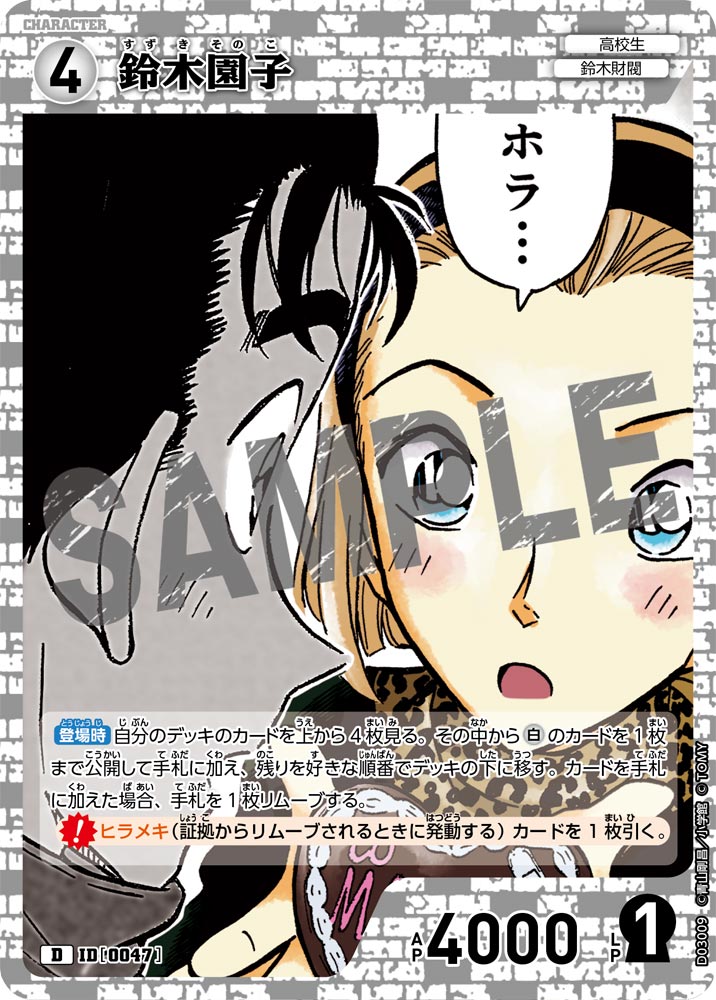 CHARACTER
4
すずきそのこ
鈴木園子
高校生
鈴木財閥
ホラ…
SAMPLE
登場時 自分のデッキのカードを上から4枚見る。その中から白のカードを1枚
まで公開して手札に加え、残りを好きな順番でデッキの下に移す。カードを手札
に加えた場合、手札を1枚リムーブする。
ヒラメキ(証拠からリムーブされるときに発動する)カードを1枚引く。
D ID[0047]
AP 4000
LP 1
D03009 ©青山剛昌/小学館 ©TOMY